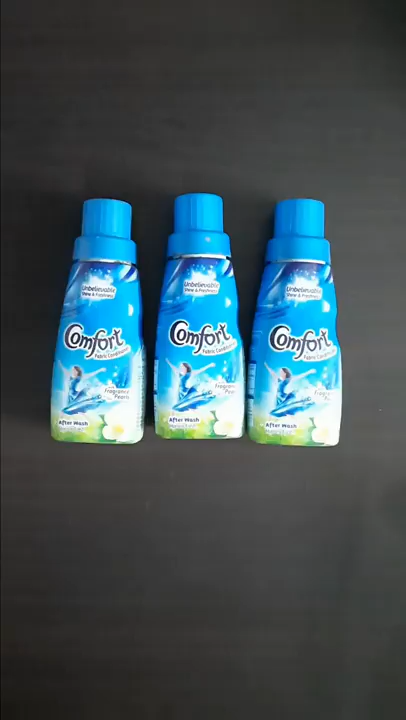 Unbelievable
Shine & Freshness
Comfort
Fabric Conditioner
Fragrance
Pearls
After Wash
Unbelievable
Shine & Freshness
Comfort
Fabric Conditioner
Fragrance
Pearls
After Wash
Unbelievable
Shine & Freshness
Comfort
Fabric Conditioner
Fragrance
After Wash